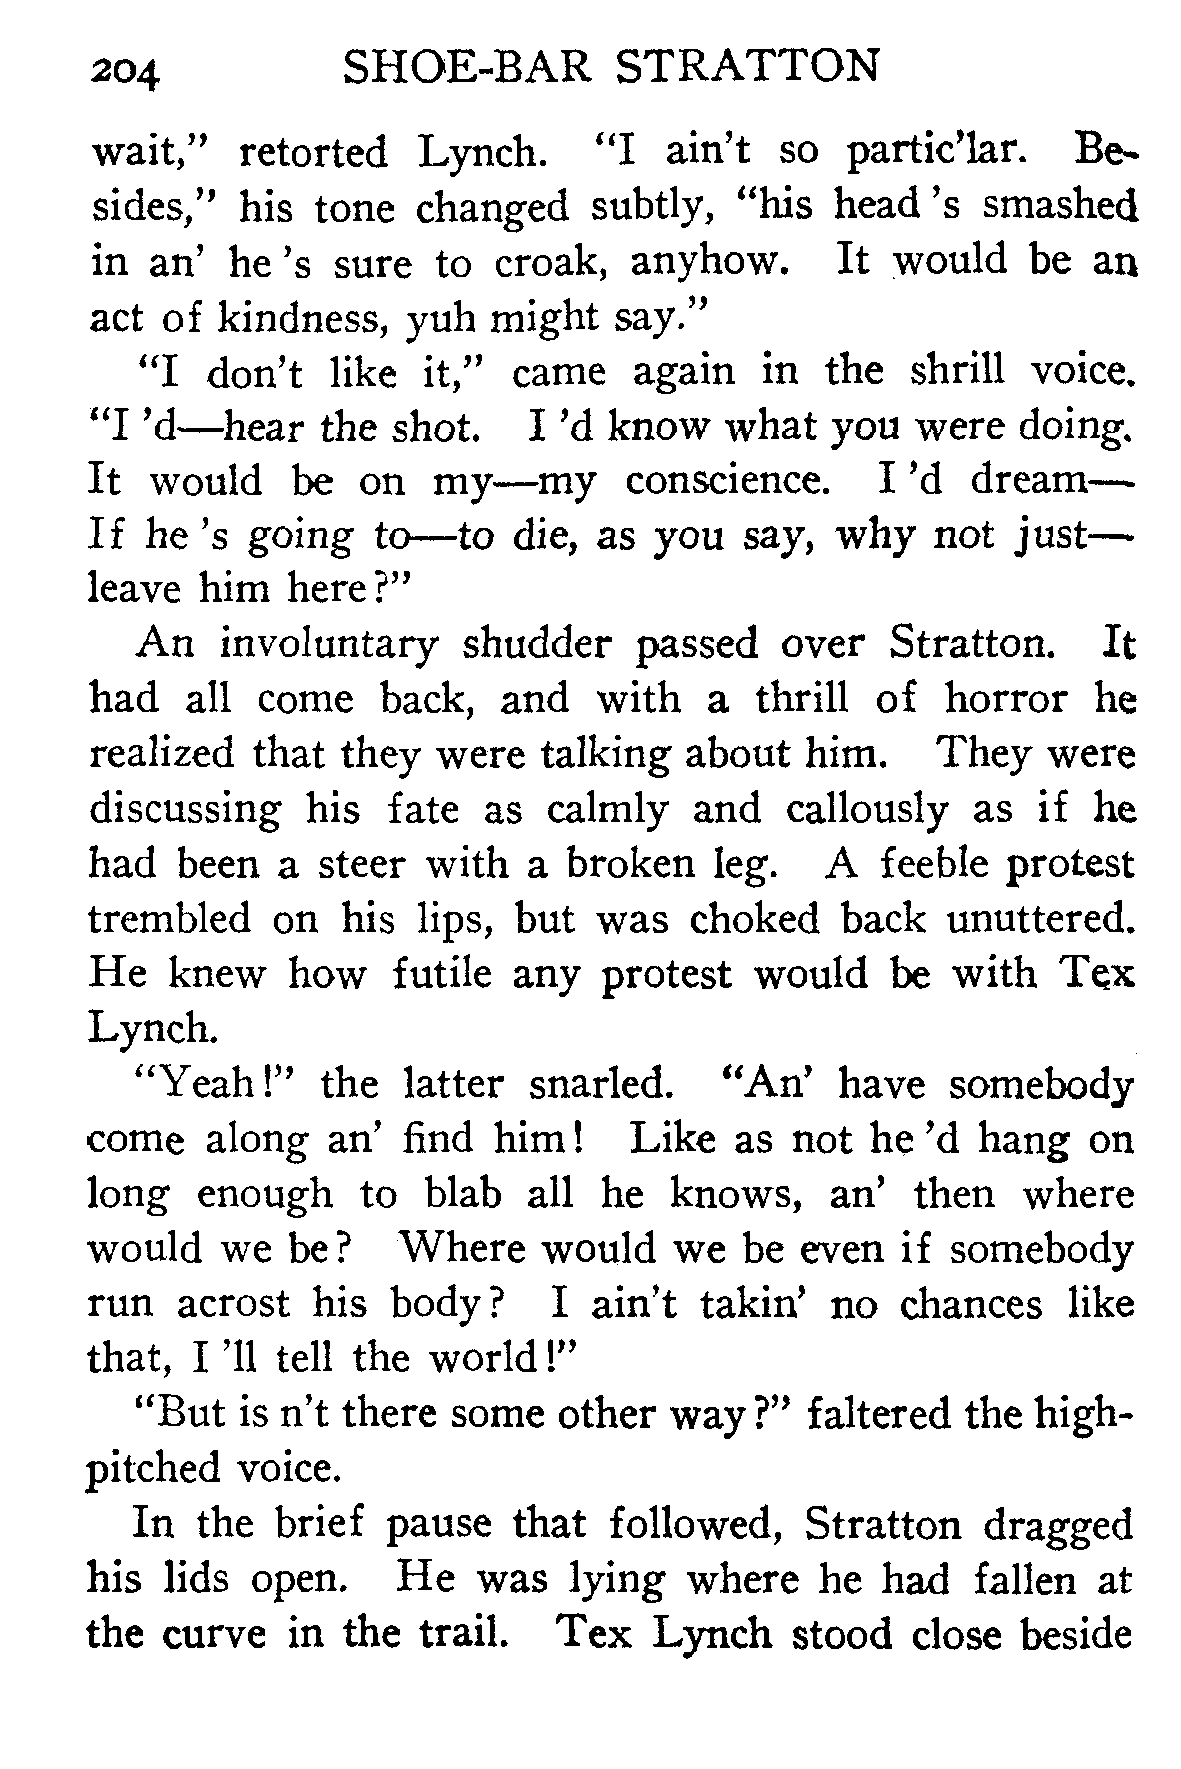 204 SHOE-BAR STRATTON
wait,” retorted Lynch. “I ain’t so partic’lar. Be-
sides,” his tone changed subtly, “his head ’s smashed
in an’ he ’s sure to croak, anyhow. It would be an
act of kindness, yuh might say.”
“I don’t like it,” came again in the shrill voice.
“I ’d—hear the shot. I ’d know what you were doing.
It would be on my—my conscience. I ’d dream—
If he ’s going to—to die, as you say, why not just—
leave him here?”
An involuntary shudder passed over Stratton. It
had all come back, and with a thrill of horror he
realized that they were talking about him. They were
discussing his fate as calmly and callously as if he
had been a steer with a broken leg. A feeble protest
trembled on his lips, but was choked back unuttered.
He knew how futile any protest would be with Tex
Lynch.
“Yeah!” the latter snarled. “An’ have somebody
come along an’ find him! Like as not he ’d hang on
long enough to blab all he knows, an’ then where
would we be? Where would we be even if somebody
run acrost his body? I ain’t takin’ no chances like
that, I ’ll tell the world!”
“But is n’t there some other way?” faltered the high-
pitched voice.
In the brief pause that followed, Stratton dragged
his lids open. He was lying where he had fallen at
the curve in the trail. Tex Lynch stood close beside